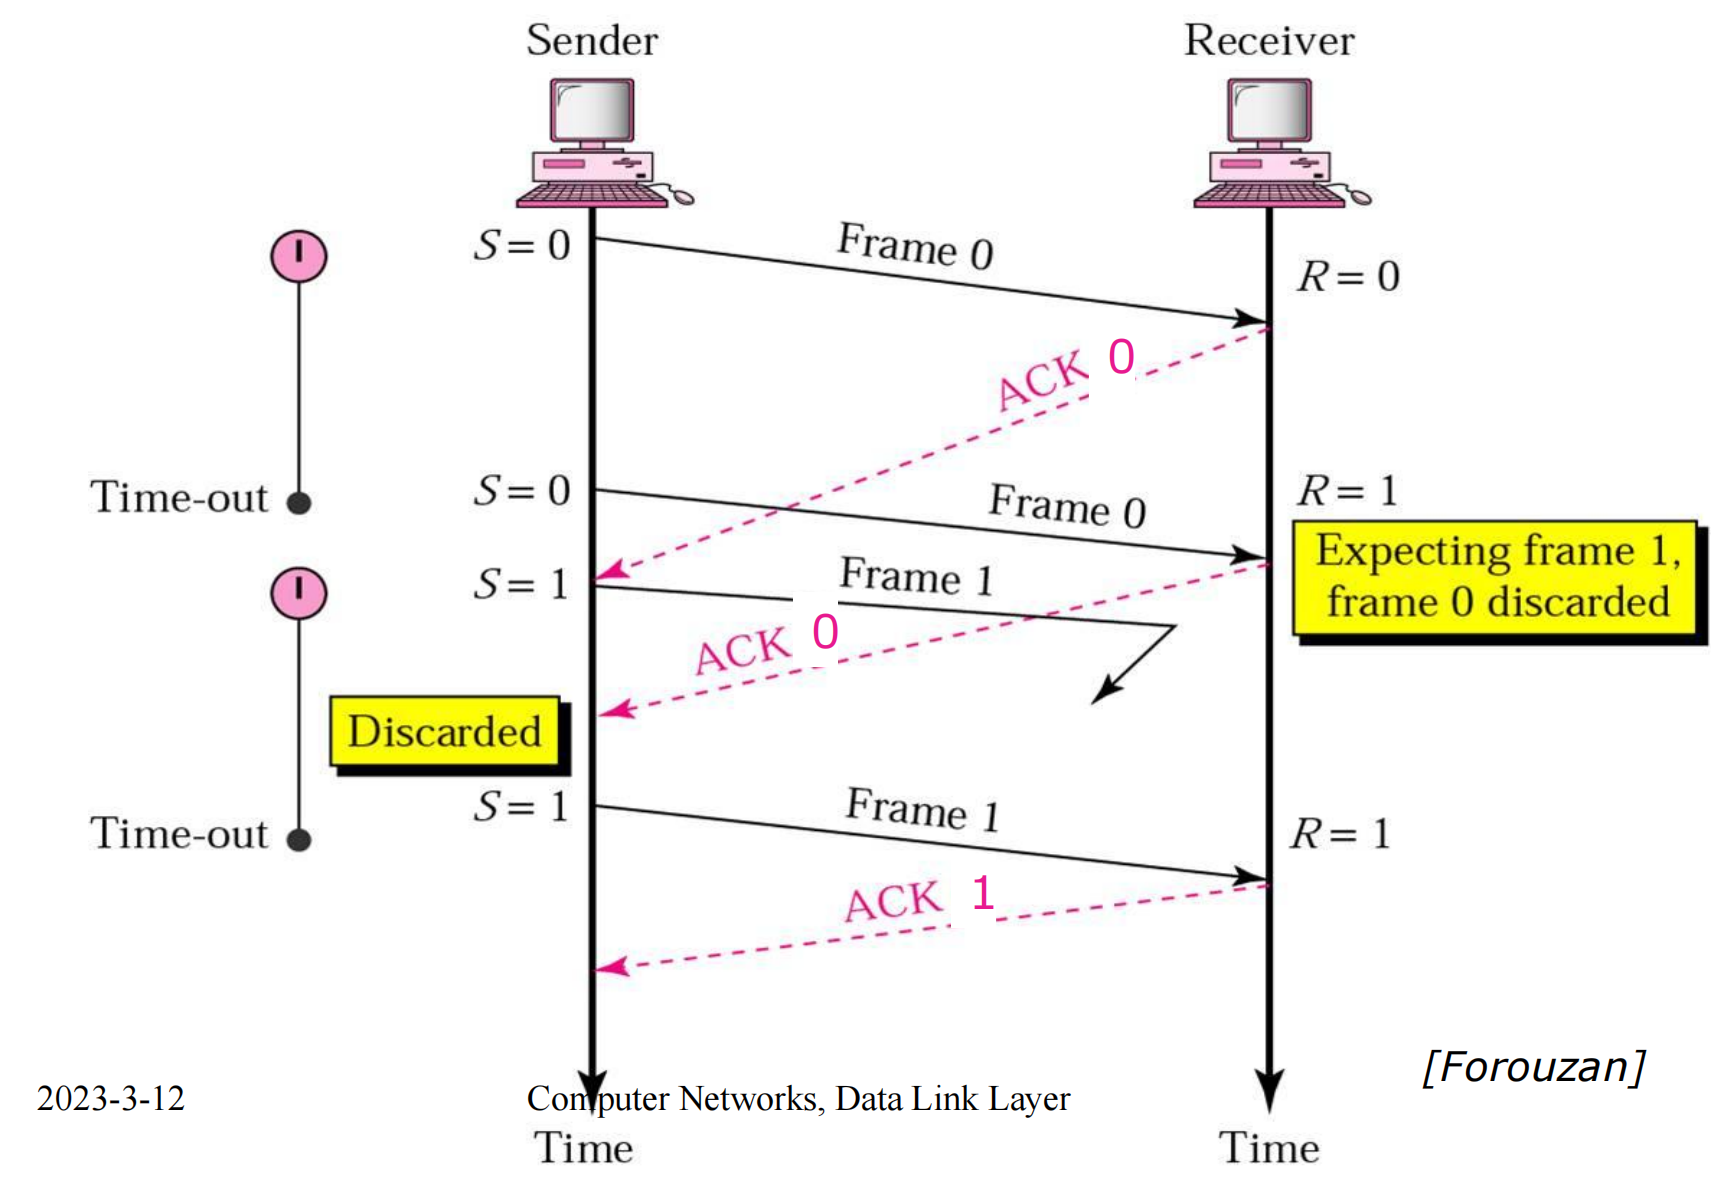 Sender
Receiver
S = 0
Frame 0
R = 0
ACK 0
Time-out
S = 0
Frame 0
R = 1
Expecting frame 1,
frame 0 discarded
S = 1
Frame 1
ACK 0
Discarded
S = 1
Frame 1
Time-out
R = 1
ACK 1
[Forouzan]
2023-3-12
Computer Networks, Data Link Layer
Time
Time